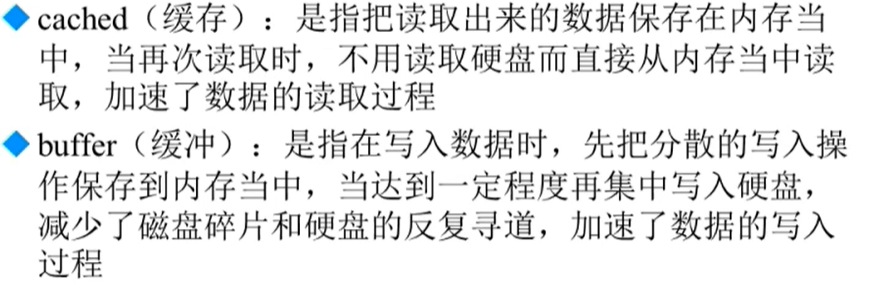 cached（缓存）：是指把读取出来的数据保存在内存当
中，当再次读取时，不用读取硬盘而直接从内存当中读
取，加速了数据的读取过程
buffer（缓冲）：是指在写入数据时，先把分散的写入操
作保存到内存当中，当达到一定程度再集中写入硬盘，
减少了磁盘碎片和硬盘的反复寻道，加速了数据的写入
过程